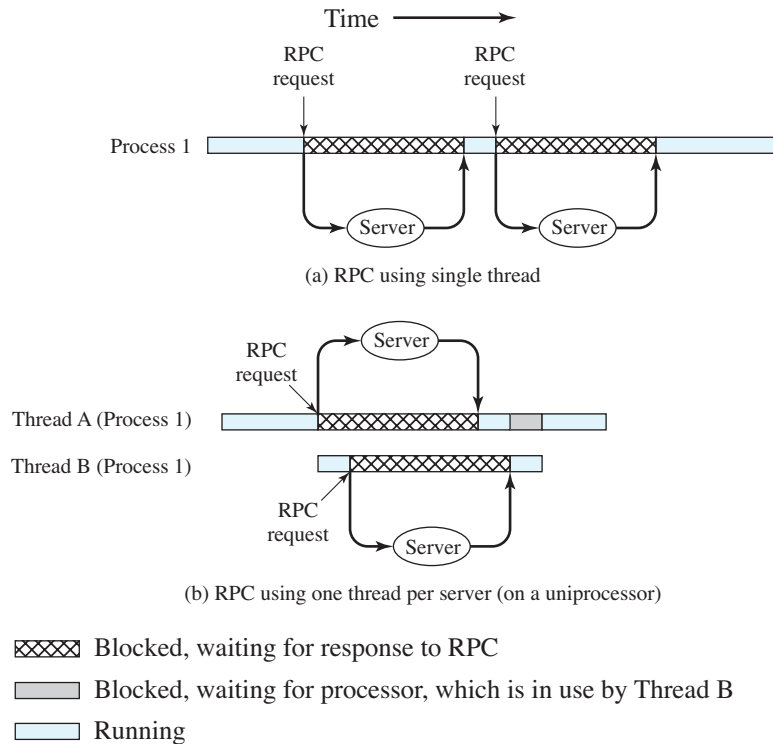 Time
RPC
request
RPC
request
Process 1
Server
Server
(a) RPC using single thread
Server
RPC
request
Thread A (Process 1)
Thread B (Process 1)
RPC
request
Server
(b) RPC using one thread per server (on a uniprocessor)
Blocked, waiting for response to RPC
Blocked, waiting for processor, which is in use by Thread B
Running